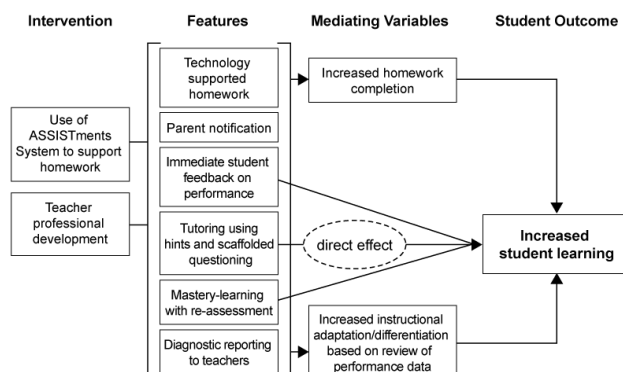 Intervention
Features
Mediating Variables
Student Outcome
Use of
ASSISTments
System to support
homework
Teacher
professional
development
Technology
supported
homework
Parent notification
Immediate student
feedback on
performance
Tutoring using
hints and scaffolded
questioning
Mastery-learning
with re-assessment
Diagnostic reporting
to teachers
Increased homework
completion
direct effect
Increased instructional
adaptation/differentiation
based on review of
performance data
Increased
student learning